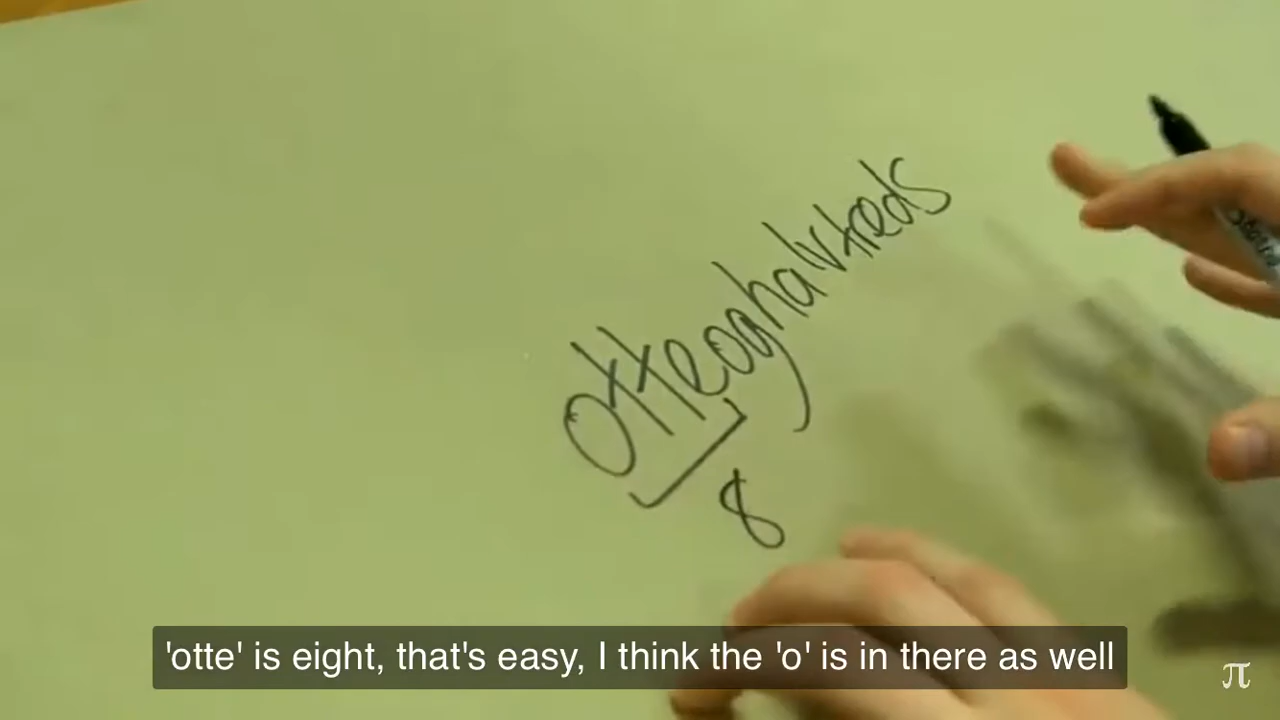 otteoghalvtreds
8
'otte' is eight, that's easy, I think the 'o' is in there as well
π